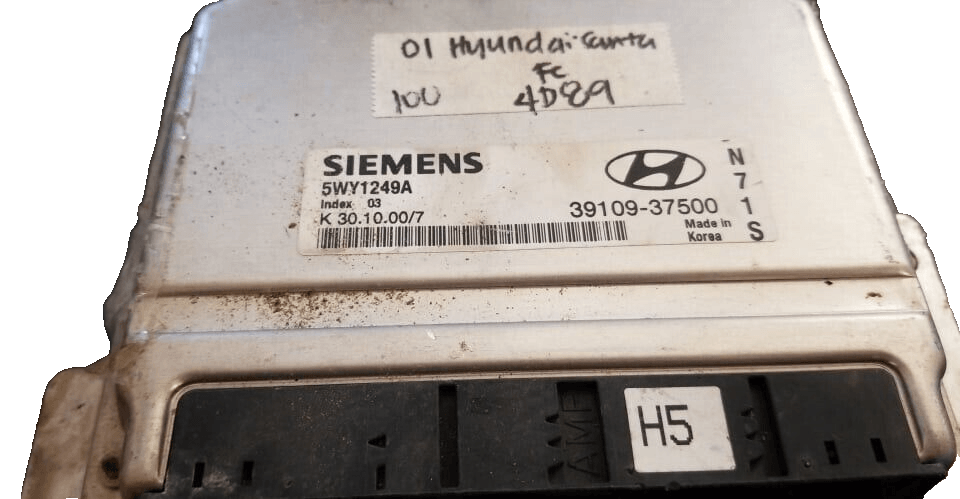 01 Hyundai Santa
Fe
100 4D89
SIEMENS
5WY1249A
Index 03
K 30.10.00/7
39109-37500
Made in
Korea
N
7
1
S
AMP
H5